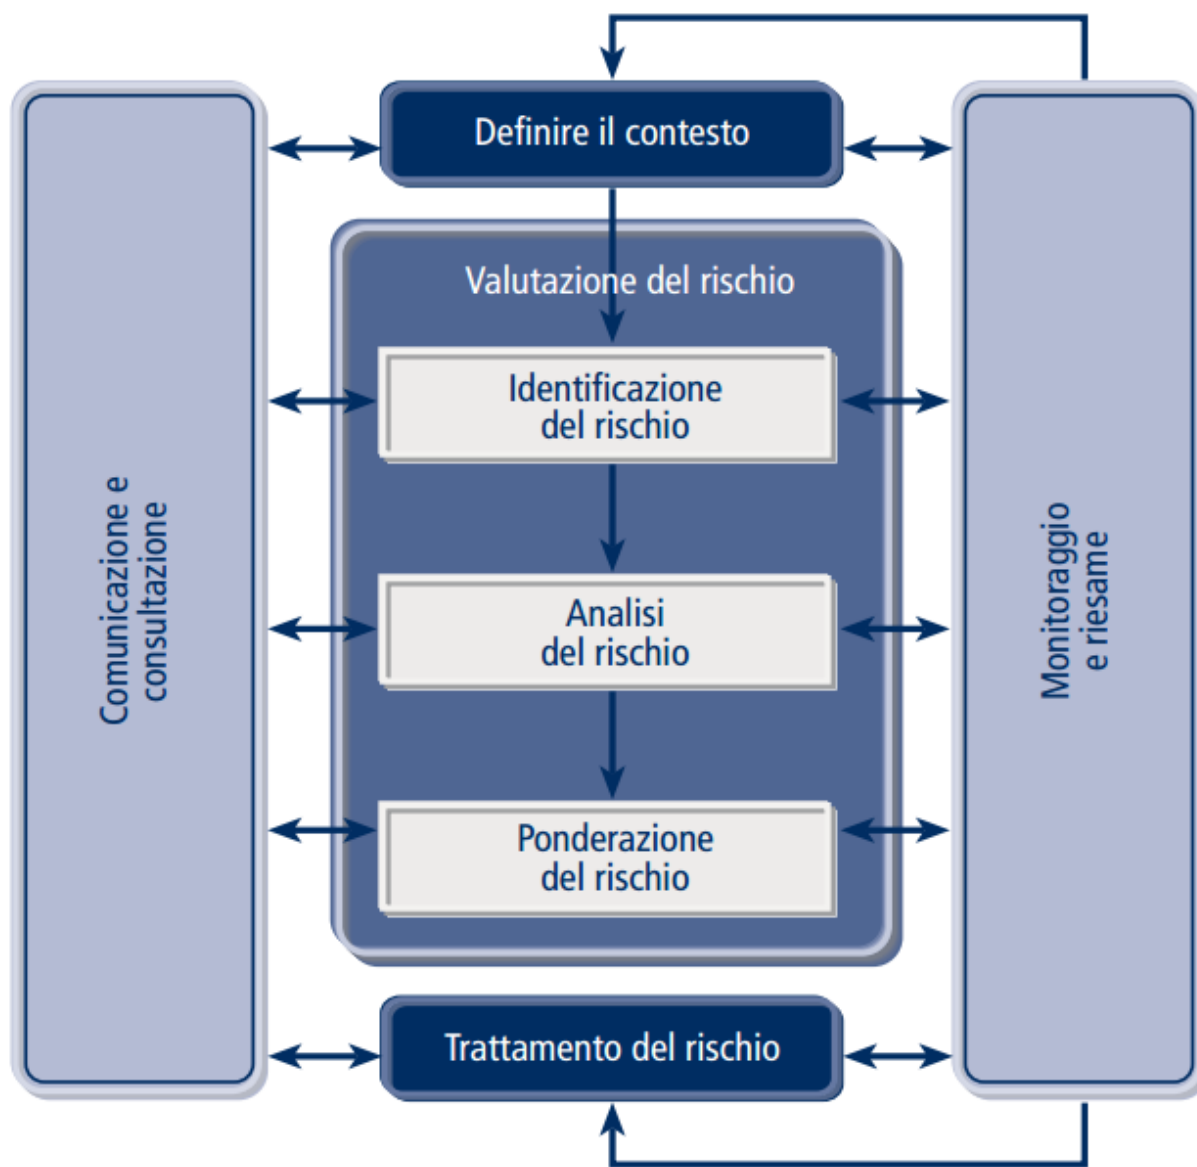 Definire il contesto
Valutazione del rischio
Identificazione
del rischio
Analisi
del rischio
Ponderazione
del rischio
Trattamento del rischio
Comunicazione e
consultazione
Monitoraggio
e riesame